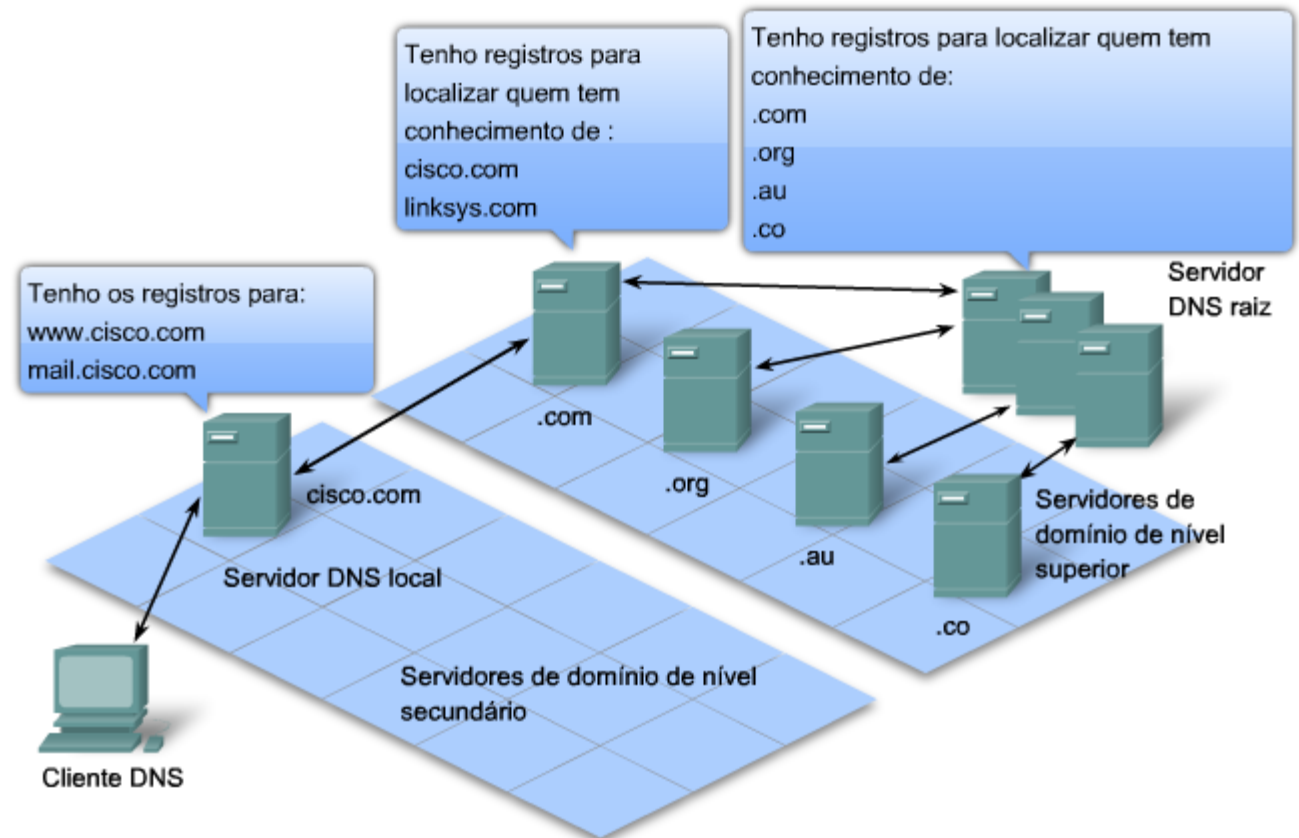 Tenho registros para
localizar quem tem
conhecimento de :
cisco.com
linksys.com
Tenho registros para localizar quem tem
conhecimento de:
.com
.org
.au
.co
Tenho os registros para:
www.cisco.com
mail.cisco.com
Servidor
DNS raiz
.com
.org
.au
.co
Servidores de
domínio de nível
superior
cisco.com
Servidor DNS local
Servidores de domínio de nível
secundário
Cliente DNS